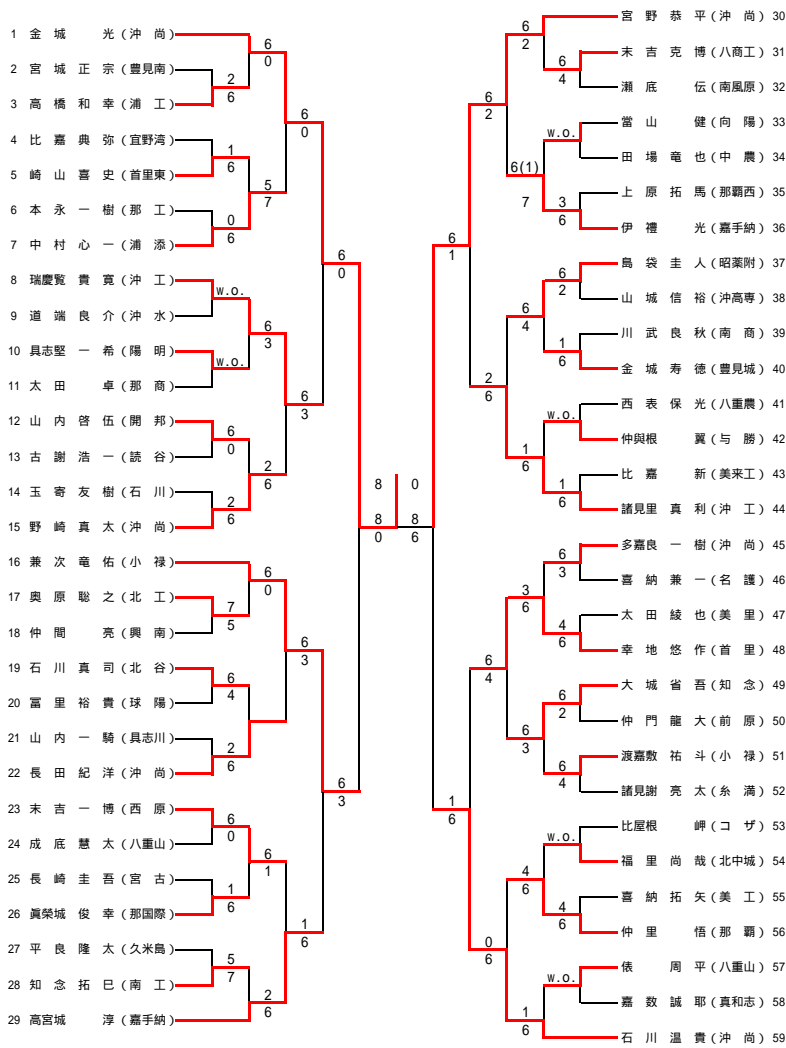 1 金城 光(沖尚)
2 宮城正宗(豊見南)
3 高橋和幸(浦工)
4 比嘉典弥(宜野湾)
5 崎山喜史(首里東)
6 本永一樹(那工)
7 中村心一(浦添)
8 瑞慶覧貴寛(沖工)
9 道端良介(沖水)
10 具志堅一希(陽明)
11 太田 卓(那商)
12 山内啓伍(開邦)
13 古謝浩一(読谷)
14 玉寄友樹(石川)
15 野崎真太(沖尚)
16 兼次竜佑(小禄)
17 奥原聡之(北工)
18 仲間 亮(興南)
19 石川真司(北谷)
20 冨里裕貴(球陽)
21 山内一騎(具志川)
22 長田紀洋(沖尚)
23 末吉一博(西原)
24 成底慧太(八重山)
25 長崎圭吾(宮古)
26 眞榮城俊幸(那国際)
27 平良隆太(久米島)
28 知念拓巳(南工)
29 高宮城 淳(嘉手納)
6
0
2
6
1
6
0
6
5
7
6
0
w.o.
w.o.
6
3
6
0
2
6
2
6
6
3
6
0
7
5
6
0
6
4
2
6
6
3
6
0
1
6
6
1
5
7
2
6
1
6
6
3
6
0
8
0
8
0
8
6
宮野恭平(沖尚) 30
末吉克博(八商工) 31
瀬底 伝(南風原) 32
當山 健(向陽) 33
田場竜也(中農) 34
上原拓馬(那覇西) 35
伊禮 光(嘉手納) 36
島袋圭人(昭薬附) 37
山城信裕(沖高専) 38
川武良秋(南商) 39
金城寿徳(豊見城) 40
西表保光(八重農) 41
仲與根 翼(与勝) 42
比嘉 新(美来工) 43
諸見里真利(沖工) 44
多嘉良一樹(沖尚) 45
喜納兼一(名護) 46
太田綾也(美里) 47
幸地悠作(首里) 48
大城省吾(知念) 49
仲門龍大(前原) 50
渡嘉敷祐斗(小禄) 51
諸見謝亮太(糸満) 52
比屋根 岬(コザ) 53
福里尚哉(北中城) 54
喜納拓矢(美工) 55
仲里 悟(那覇) 56
俵 周平(八重山) 57
嘉数誠耶(真和志) 58
石川温貴(沖尚) 59
6
2
6
4
6
2
w.o.
6(1)
7
3
6
6
1
6
2
6
4
1
6
2
6
w.o.
1
6
1
6
6
3
3
6
4
6
6
4
6
2
6
3
6
4
1
6
w.o.
4
6
4
6
0
6
w.o.
1
6